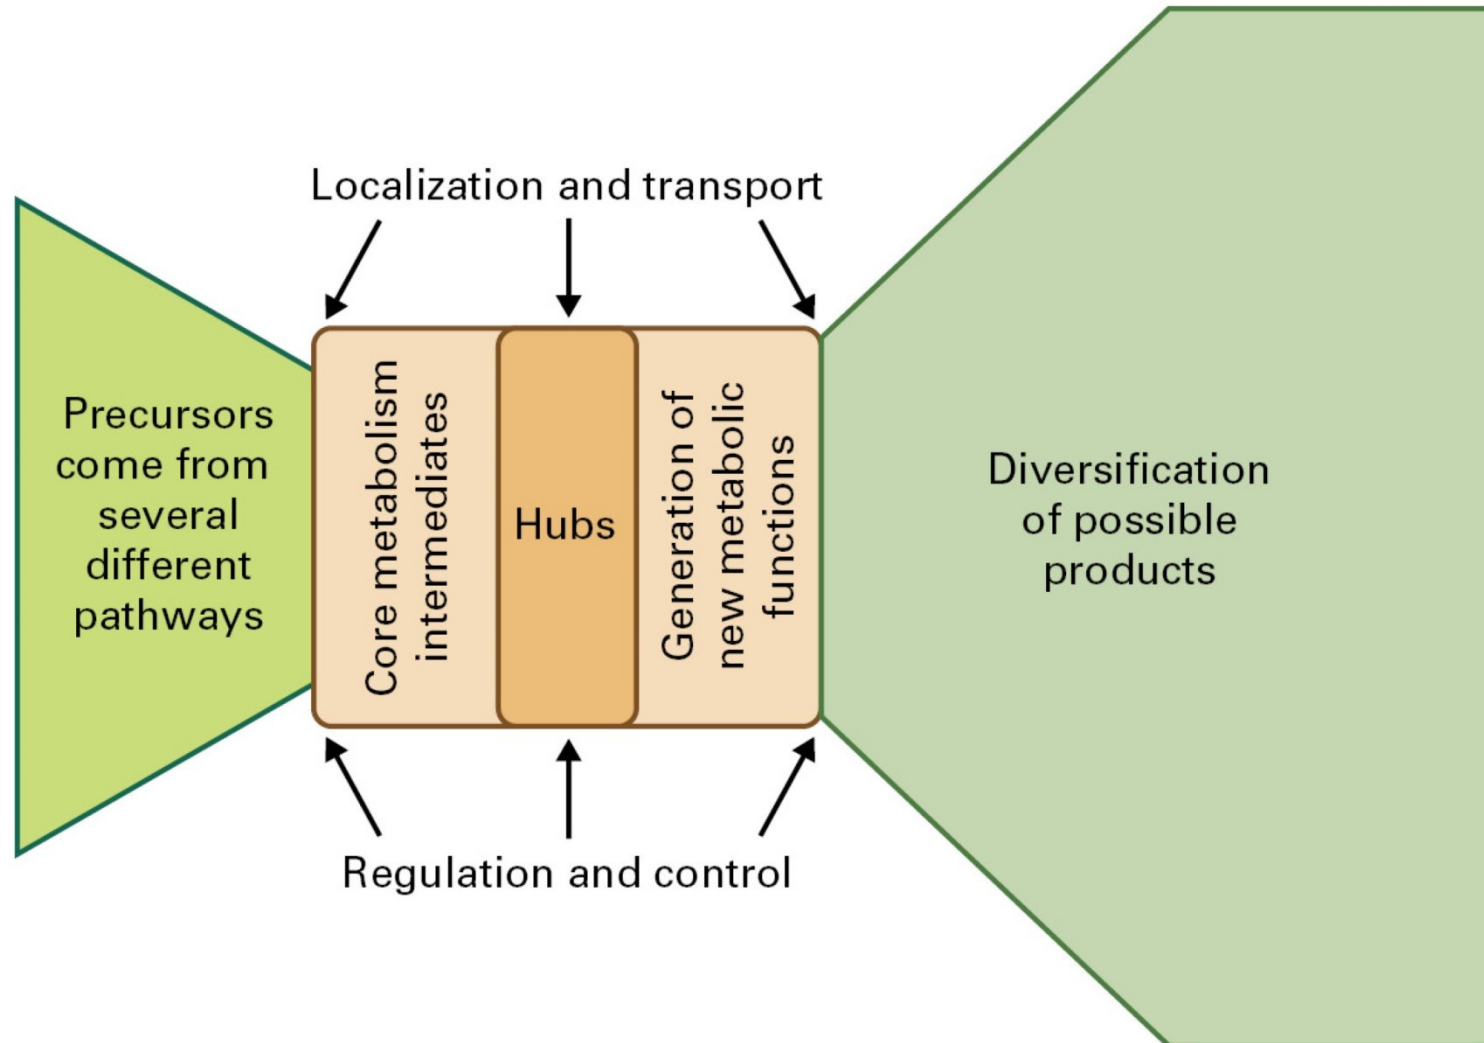 Localization and transport
Precursors
come from
several
different
pathways
Core metabolism
intermediates
Hubs
Generation of
new metabolic
functions
Diversification
of possible
products
Regulation and control